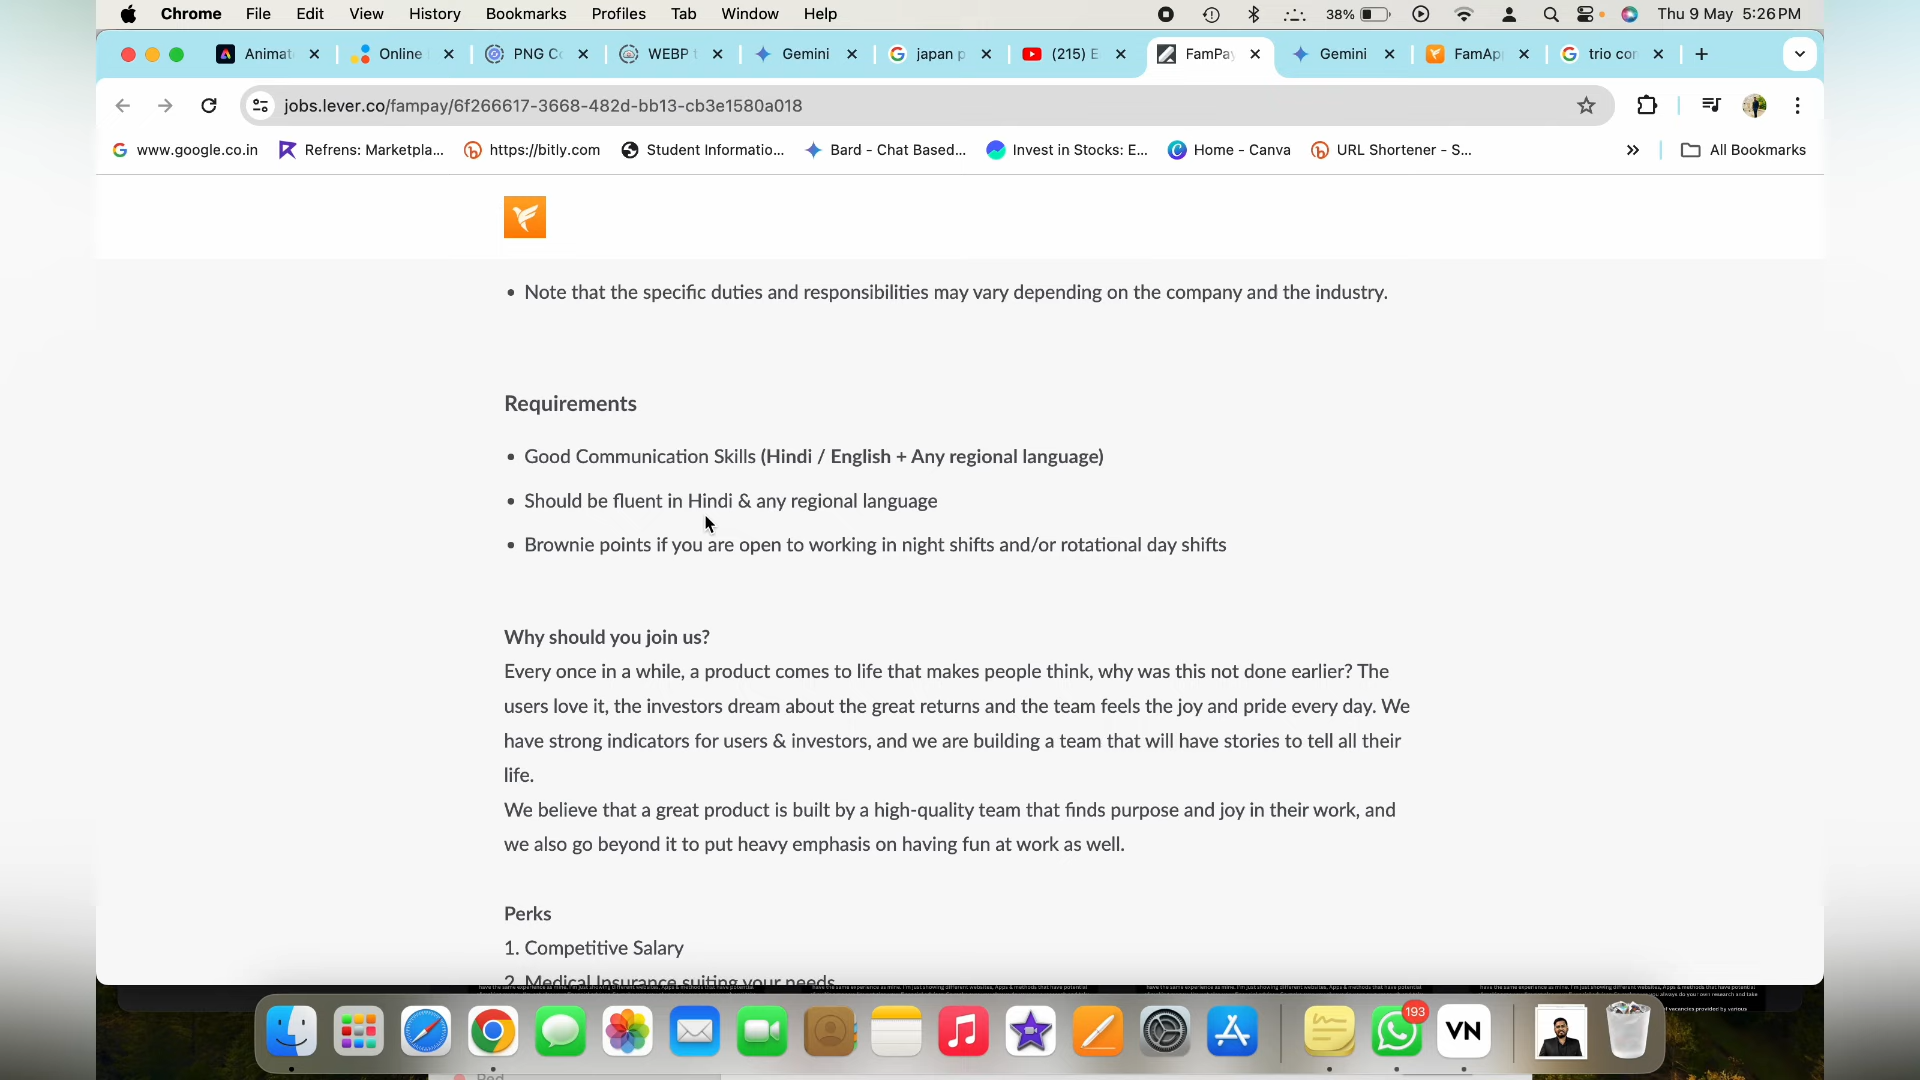 Chrome File Edit View History Bookmarks Profiles Tab Window Help 38% Thu 9 May 5:26 PM
Animat Online PNG Co WEBP t Gemini japan p (215) E FamPay Gemini FamAp trio cor
jobs.lever.co/fampay/6f266617-3668-482d-bb13-cb3e1580a018
www.google.co.in Refrens: Marketpla... https://bitly.com Student Informatio... Bard - Chat Based... Invest in Stocks: E... Home - Canva URL Shortener - S... » All Bookmarks
• Note that the specific duties and responsibilities may vary depending on the company and the industry.
Requirements
• Good Communication Skills (Hindi / English + Any regional language)
• Should be fluent in Hindi & any regional language
• Brownie points if you are open to working in night shifts and/or rotational day shifts
Why should you join us?
Every once in a while, a product comes to life that makes people think, why was this not done earlier? The
users love it, the investors dream about the great returns and the team feels the joy and pride every day. We
have strong indicators for users & investors, and we are building a team that will have stories to tell all their
life.
We believe that a great product is built by a high-quality team that finds purpose and joy in their work, and
we also go beyond it to put heavy emphasis on having fun at work as well.
Perks
1. Competitive Salary
2. Medical Insurance suiting your needs
193
VN